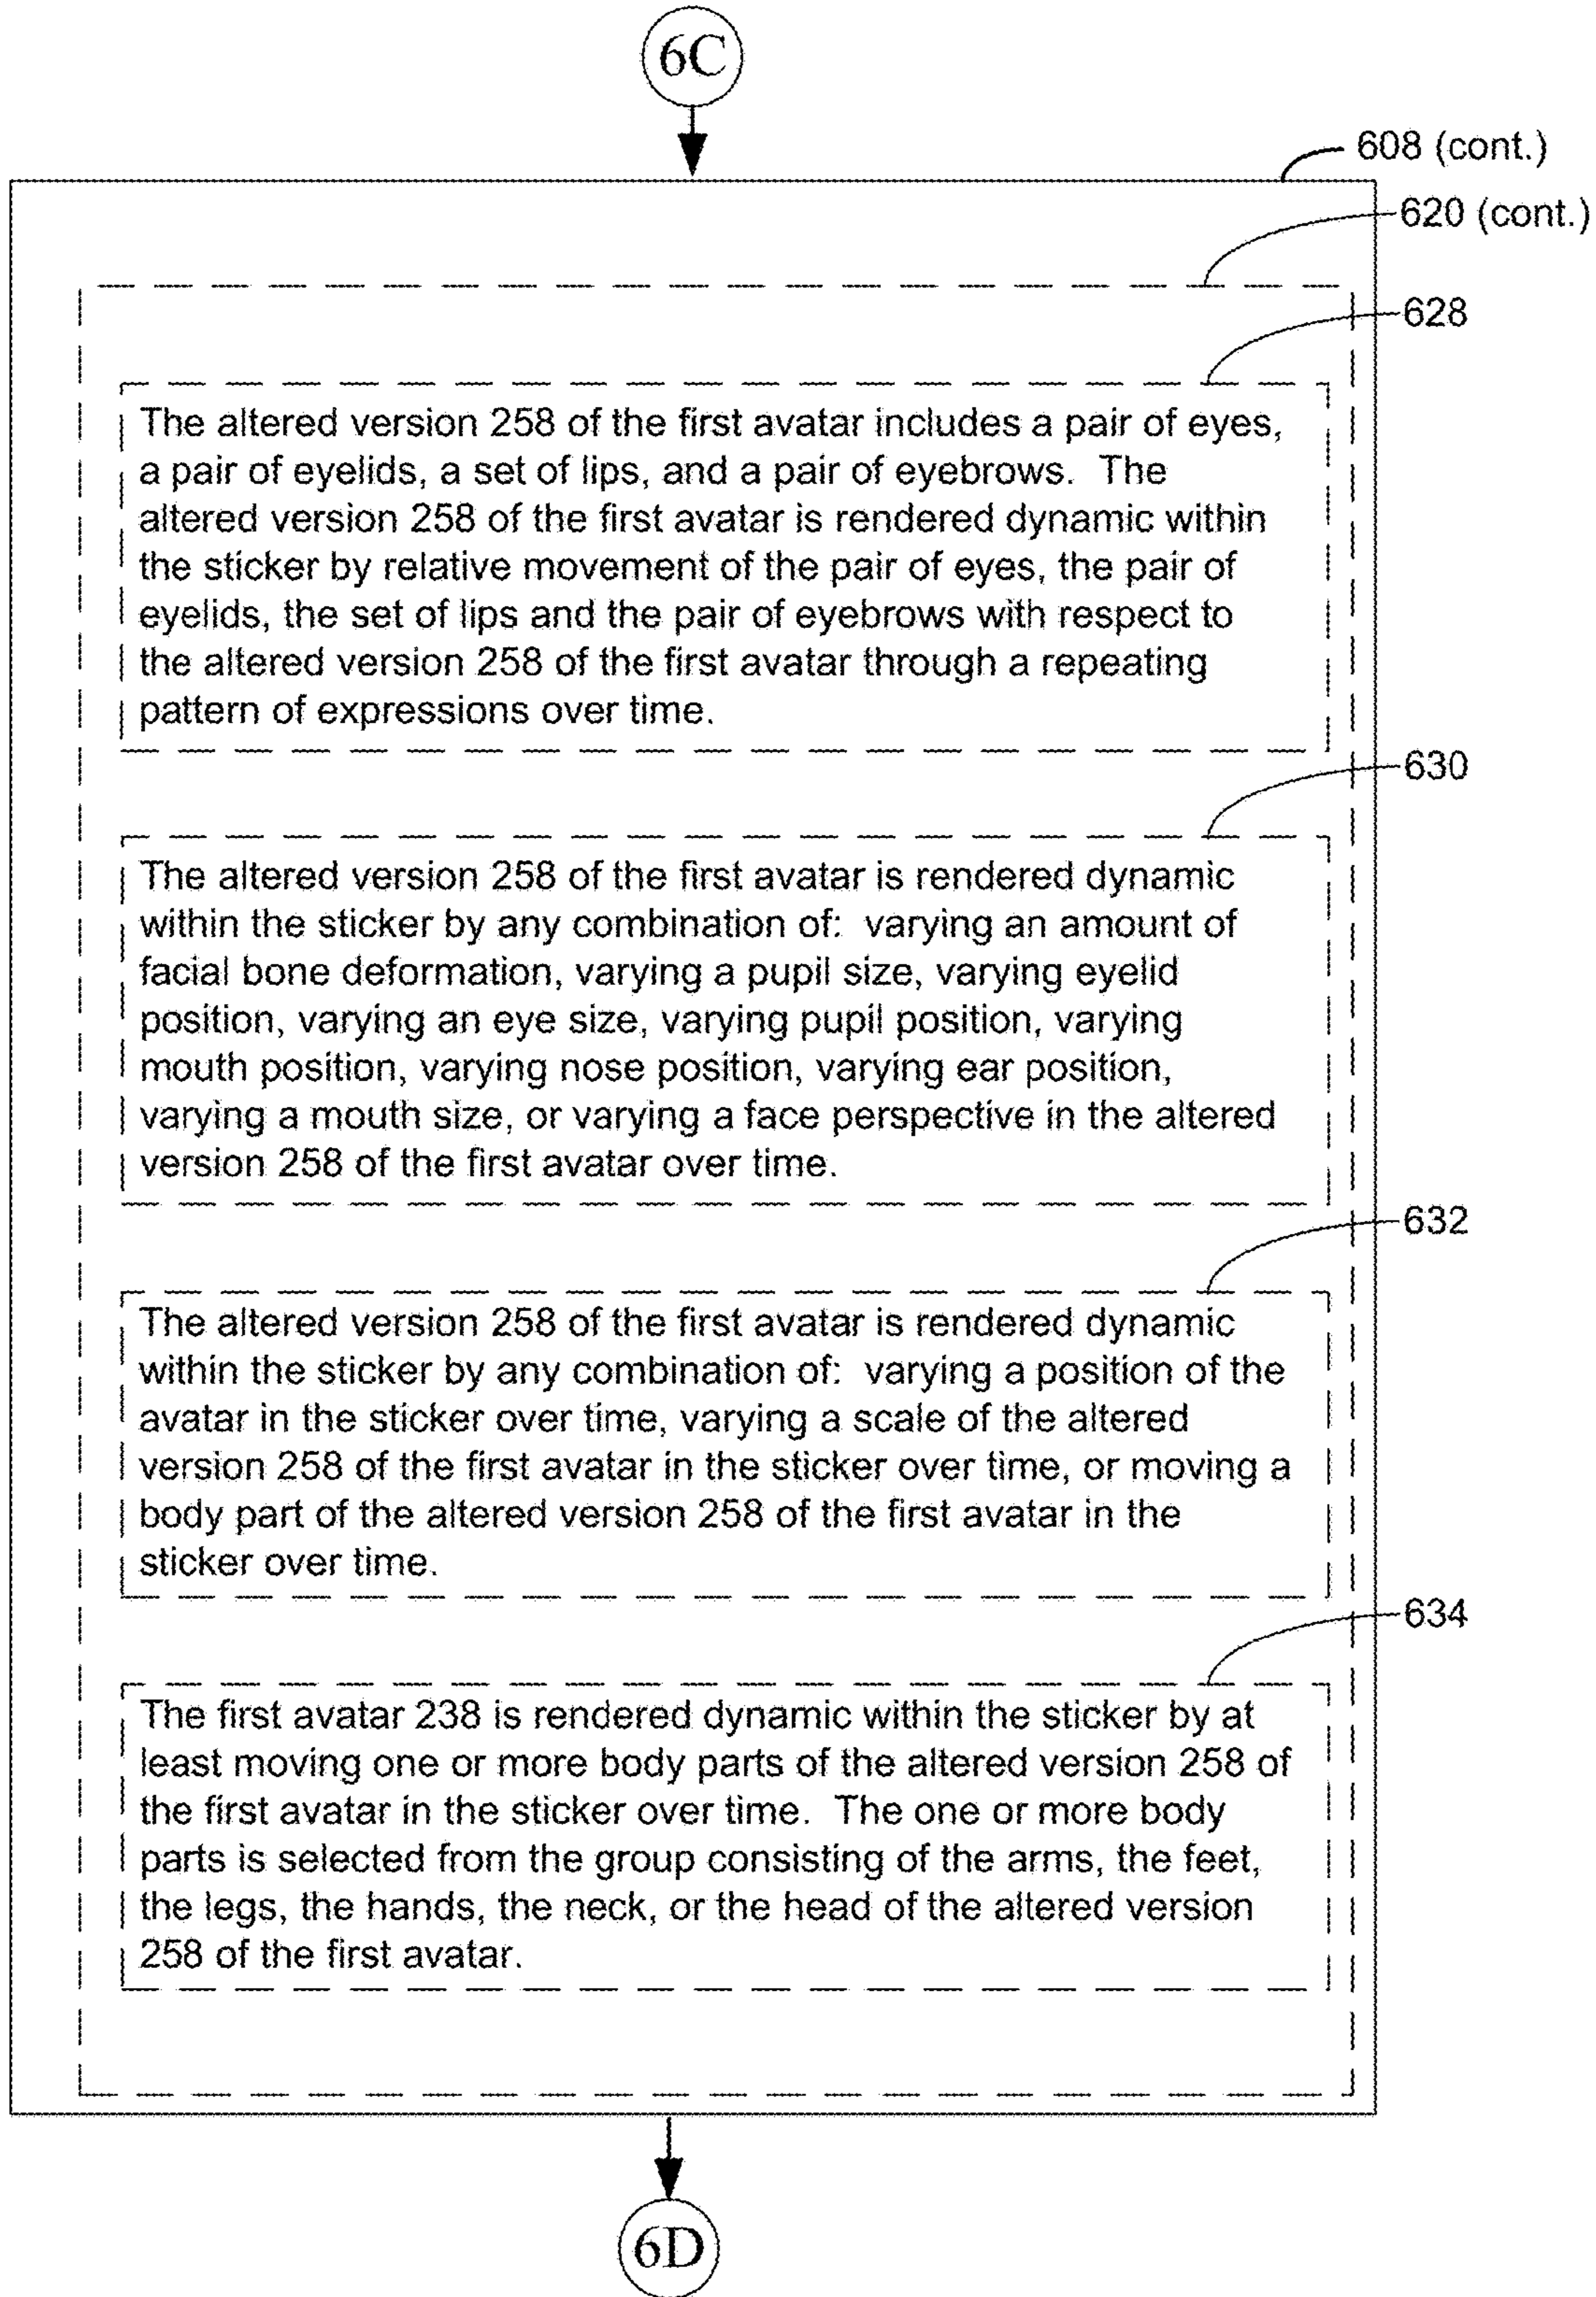 6C
608 (cont.)
620 (cont.)
628
The altered version 258 of the first avatar includes a pair of eyes,
a pair of eyelids, a set of lips, and a pair of eyebrows.  The
altered version 258 of the first avatar is rendered dynamic within
the sticker by relative movement of the pair of eyes, the pair of
eyelids, the set of lips and the pair of eyebrows with respect to
the altered version 258 of the first avatar through a repeating
pattern of expressions over time.
630
The altered version 258 of the first avatar is rendered dynamic
within the sticker by any combination of:  varying an amount of
facial bone deformation, varying a pupil size, varying eyelid
position, varying an eye size, varying pupil position, varying
mouth position, varying nose position, varying ear position,
varying a mouth size, or varying a face perspective in the altered
version 258 of the first avatar over time.
632
The altered version 258 of the first avatar is rendered dynamic
within the sticker by any combination of:  varying a position of the
avatar in the sticker over time, varying a scale of the altered
version 258 of the first avatar in the sticker over time, or moving a
body part of the altered version 258 of the first avatar in the
sticker over time.
634
The first avatar 238 is rendered dynamic within the sticker by at
least moving one or more body parts of the altered version 258 of
the first avatar in the sticker over time.  The one or more body
parts is selected from the group consisting of the arms, the feet,
the legs, the hands, the neck, or the head of the altered version
258 of the first avatar.
6D